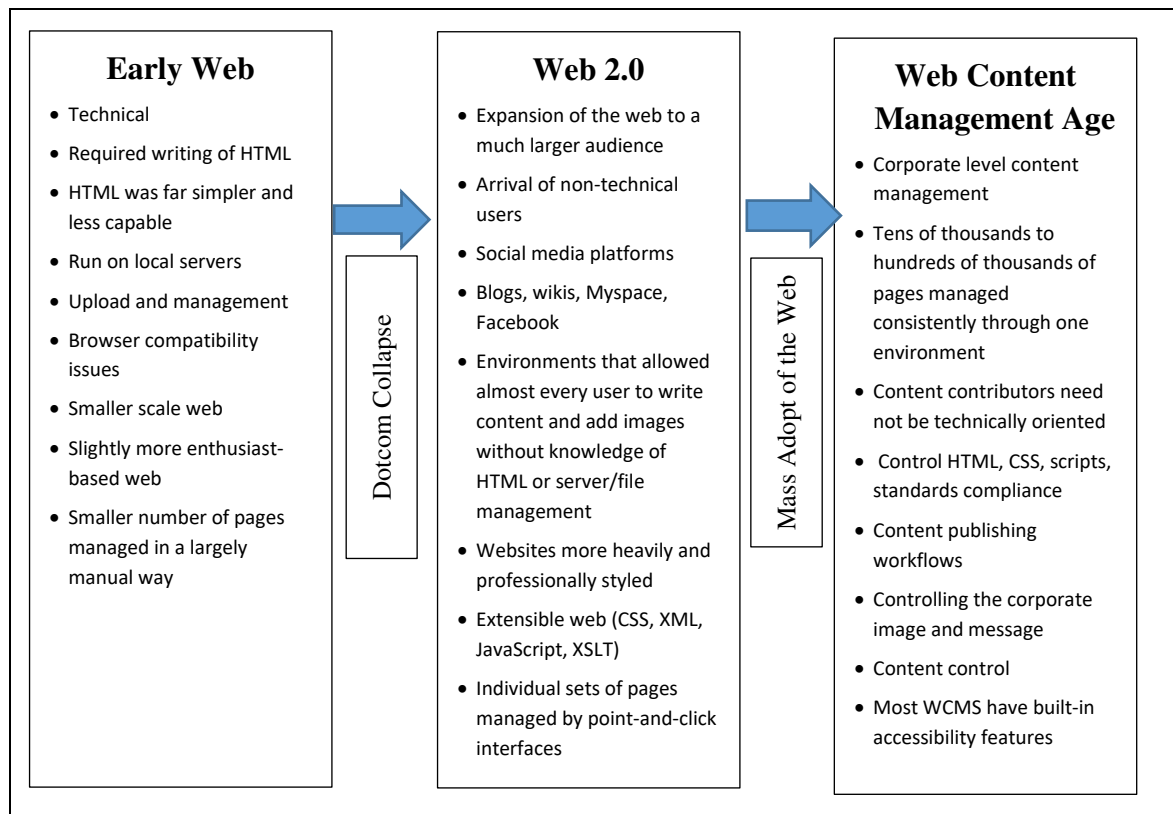 Early Web
• Technical
• Required writing of HTML
• HTML was far simpler and
less capable
• Run on local servers
• Upload and management
• Browser compatibility
issues
• Smaller scale web
• Slightly more enthusiast-
based web
• Smaller number of pages
managed in a largely
manual way
Dotcom Collapse
Web 2.0
• Expansion of the web to a
much larger audience
• Arrival of non-technical
users
• Social media platforms
• Blogs, wikis, Myspace,
Facebook
• Environments that allowed
almost every user to write
content and add images
without knowledge of
HTML or server/file
management
• Websites more heavily and
professionally styled
• Extensible web (CSS, XML,
JavaScript, XSLT)
• Individual sets of pages
managed by point-and-click
interfaces
Mass Adopt of the Web
Web Content
Management Age
• Corporate level content
management
• Tens of thousands to
hundreds of thousands of
pages managed
consistently through one
environment
• Content contributors need
not be technically oriented
• Control HTML, CSS, scripts,
standards compliance
• Content publishing
workflows
• Controlling the corporate
image and message
• Content control
• Most WCMS have built-in
accessibility features